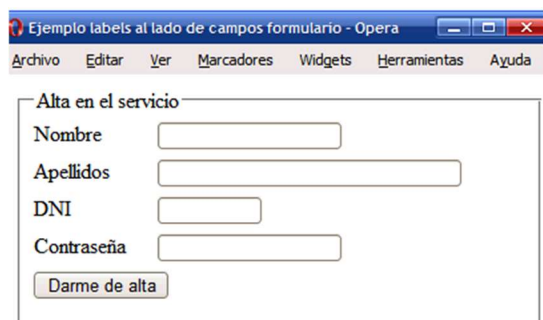 Ejemplo labels al lado de campos formulario - Opera
Archivo Editar Ver Marcadores Widgets Herramientas Ayuda
Alta en el servicio
Nombre
Apellidos
DNI
Contraseña
Darme de alta